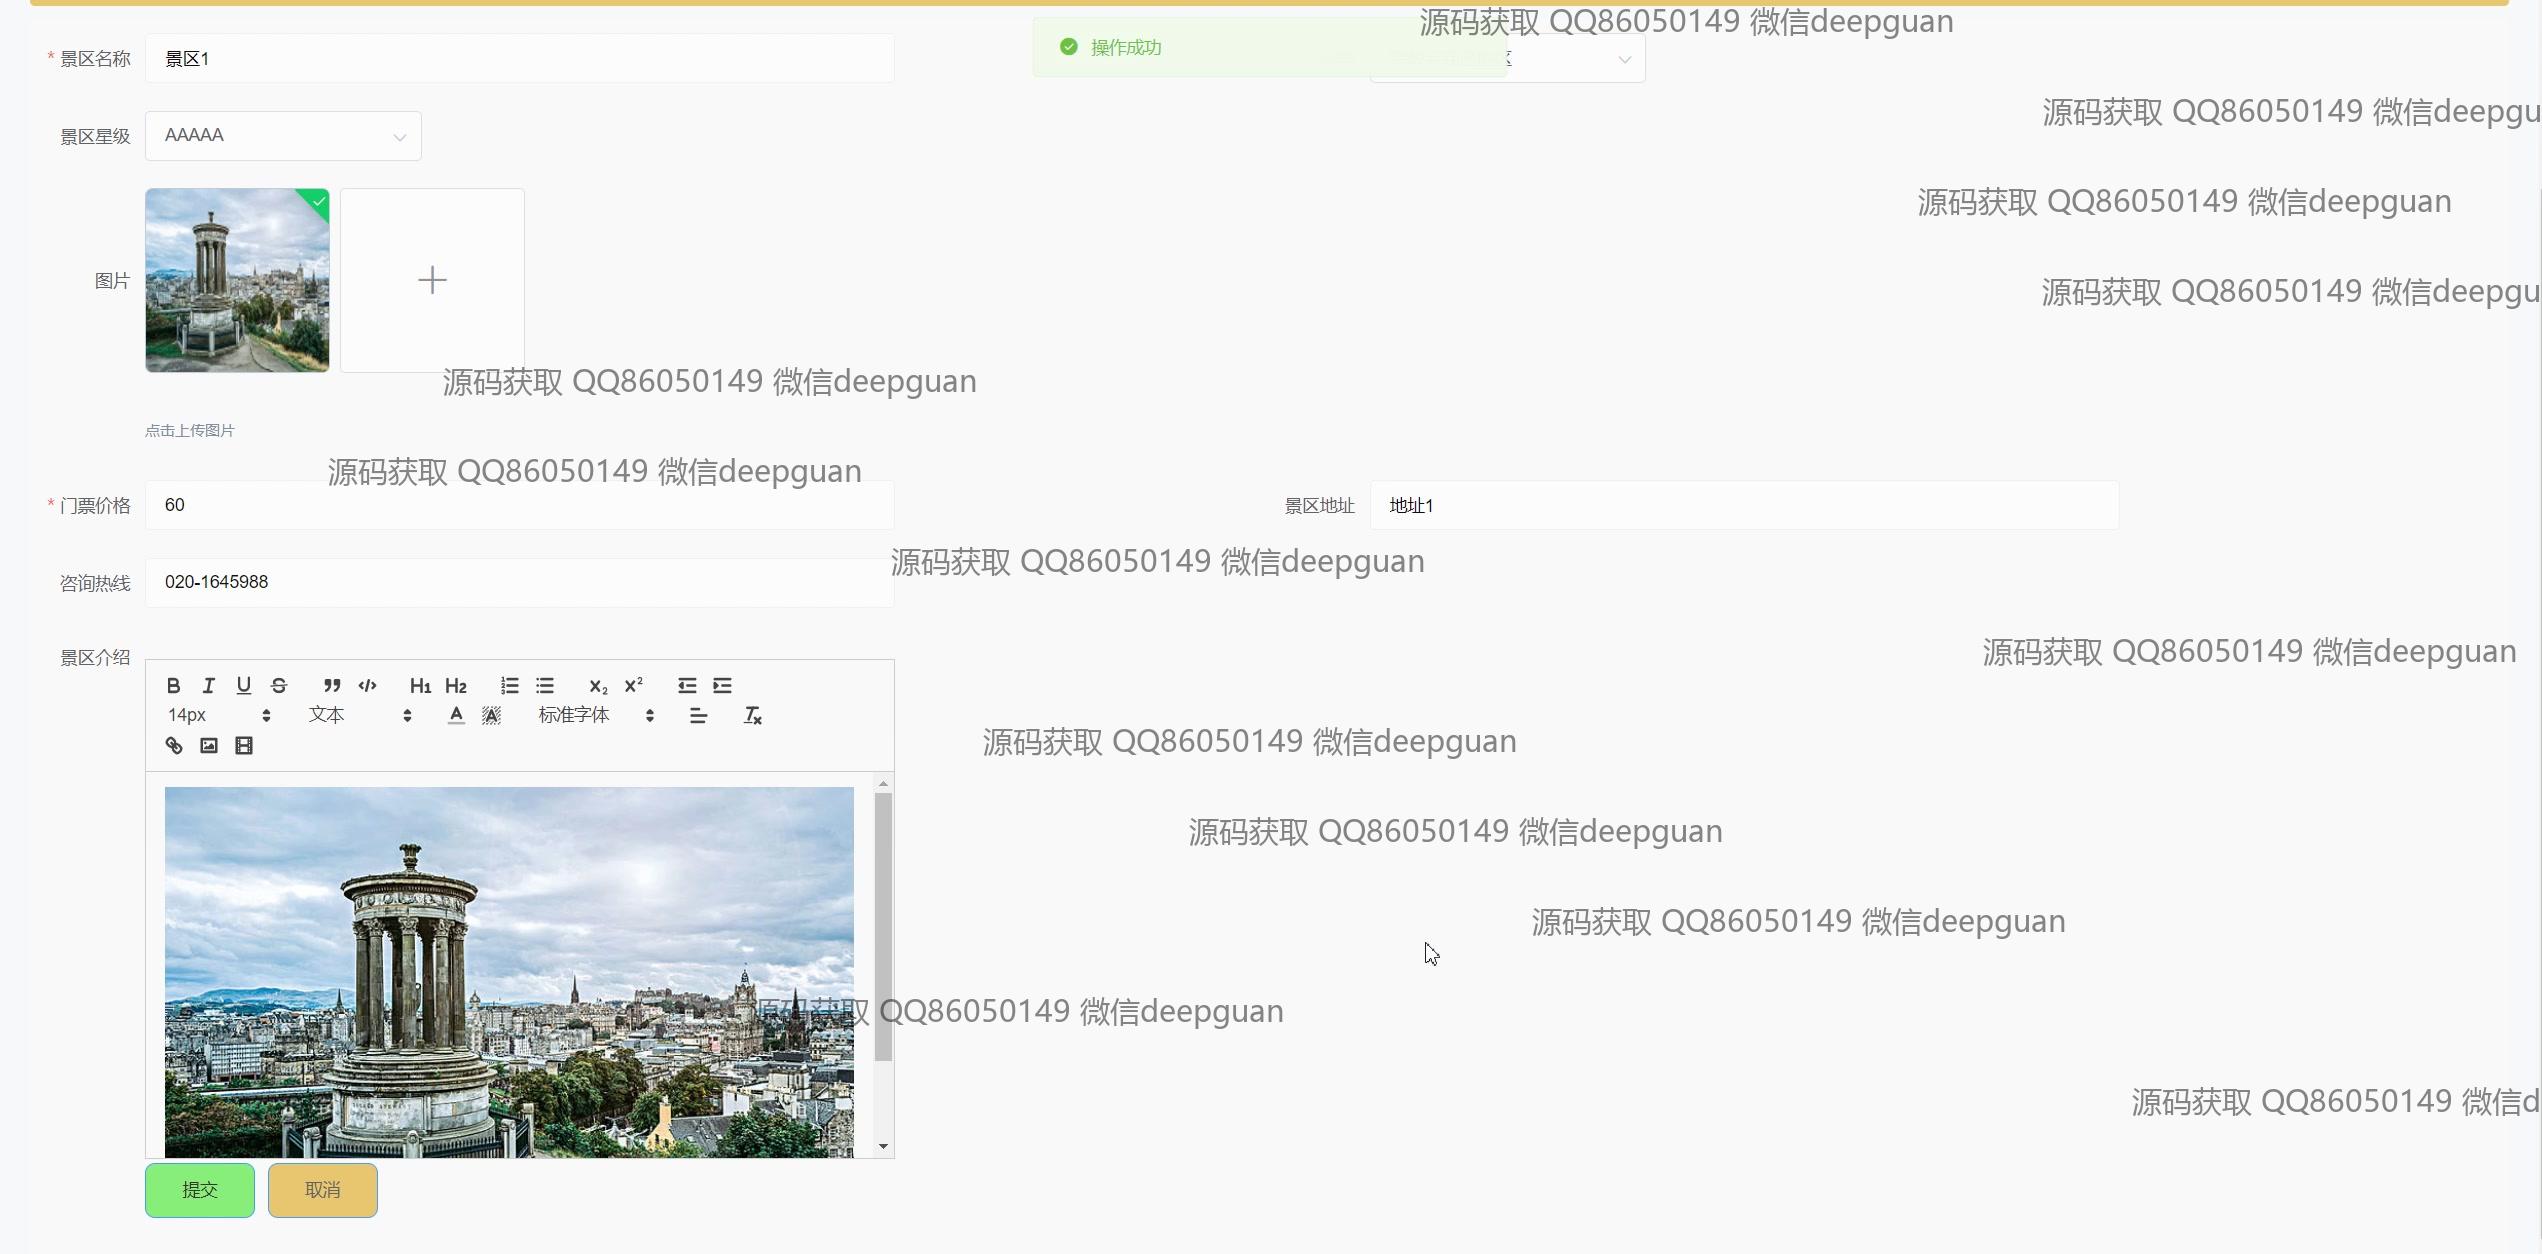 源码获取 QQ86050149 微信deepguan
* 景区名称 景区1
操作成功
区
源码获取 QQ86050149 微信deepgu
景区星级 AAAAA
源码获取 QQ86050149 微信deepguan
图片
源码获取 QQ86050149 微信deepgu
源码获取 QQ86050149 微信deepguan
点击上传图片
源码获取 QQ86050149 微信deepguan
* 门票价格 60
景区地址 地址1
源码获取 QQ86050149 微信deepguan
咨询热线 020-1645988
源码获取 QQ86050149 微信deepguan
景区介绍
B I U S H1 H2 x2 x2
14px 文本 A A 标准字体
源码获取 QQ86050149 微信deepguan
源码获取 QQ86050149 微信deepguan
源码获取 QQ86050149 微信deepguan
源码获取 QQ86050149 微信deepguan
源码获取 QQ86050149 微信d
提交 取消